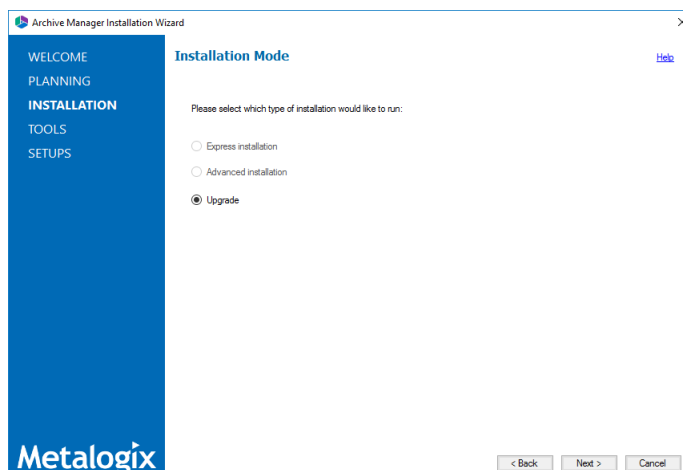 Archive Manager Installation Wizard
WELCOME
PLANNING
INSTALLATION
TOOLS
SETUPS
Installation Mode
Help
Please select which type of installation would like to run:
Express installation
Advanced installation
Upgrade
Metalogix
< Back
Next >
Cancel